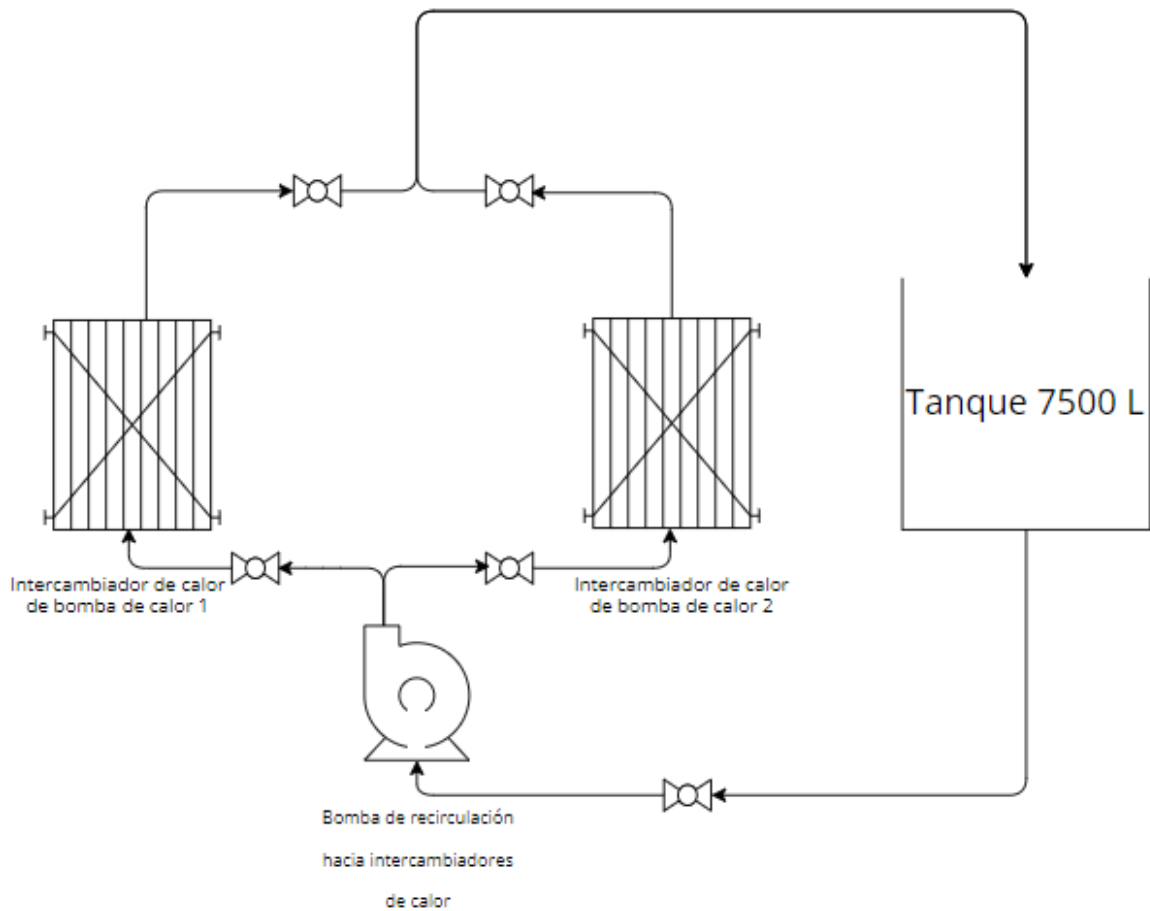 Tanque 7500 L
Intercambiador de calor
de bomba de calor 1
Intercambiador de calor
de bomba de calor 2
Bomba de recirculación
hacia intercambiadores
de calor